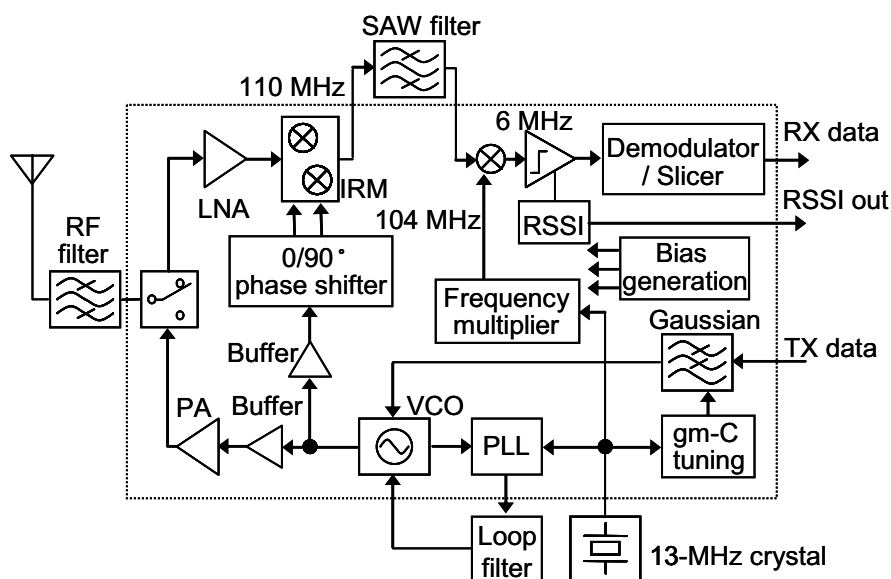 SAW filter
110 MHz
6 MHz
RX data
Demodulator
/ Slicer
LNA
IRM
104 MHz
RSSI
RSSI out
RF
filter
0/90°
phase shifter
Bias
generation
Frequency
multiplier
Gaussian
Buffer
TX data
PA
Buffer
VCO
PLL
gm-C
tuning
Loop
filter
13-MHz crystal